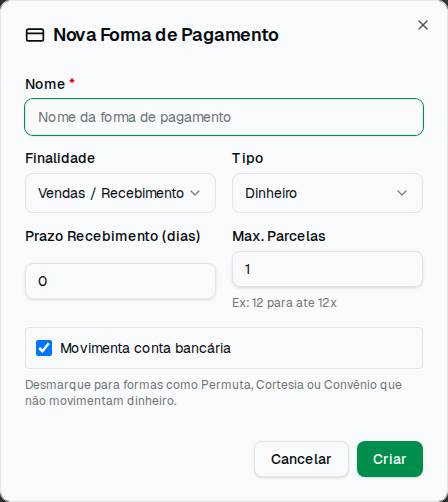 Nova Forma de Pagamento
Nome *
Nome da forma de pagamento
Finalidade
Tipo
Vendas / Recebimento
Dinheiro
Prazo Recebimento (dias)
Max. Parcelas
0
1
Ex: 12 para ate 12x
Movimenta conta bancária
Desmarque para formas como Permuta, Cortesia ou Convênio que
não movimentam dinheiro.
Cancelar
Criar